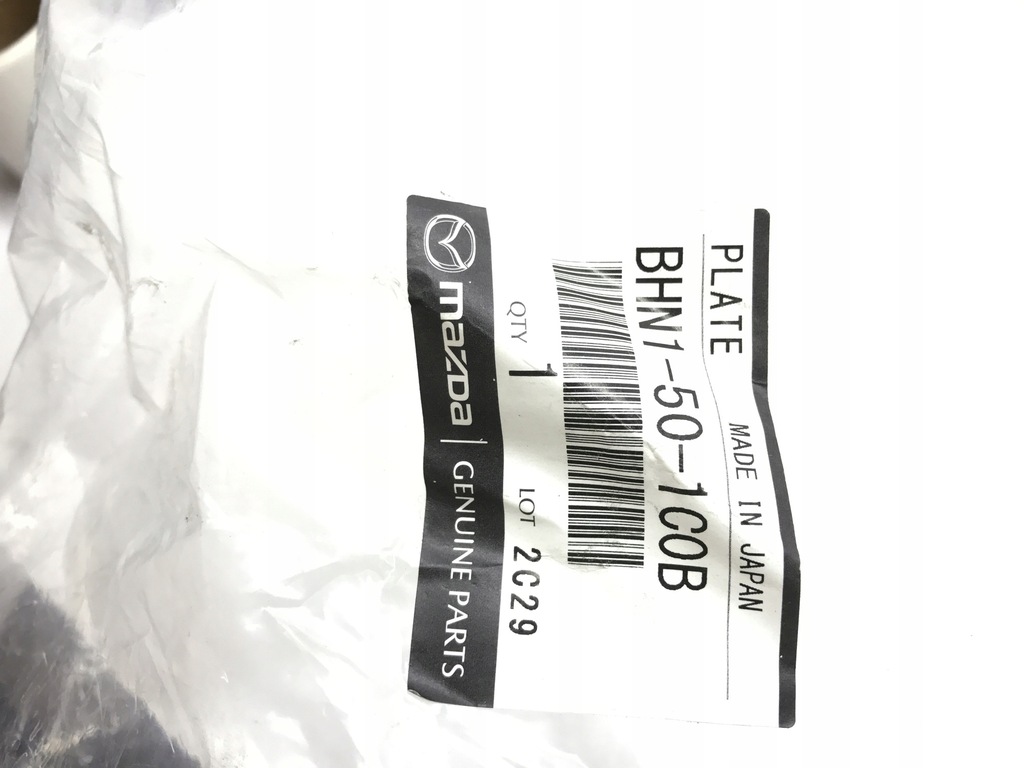 PLATE
MADE IN JAPAN
BHN1-50-1C0B
QTY 1 LOT 2C29
mazda | GENUINE PARTS